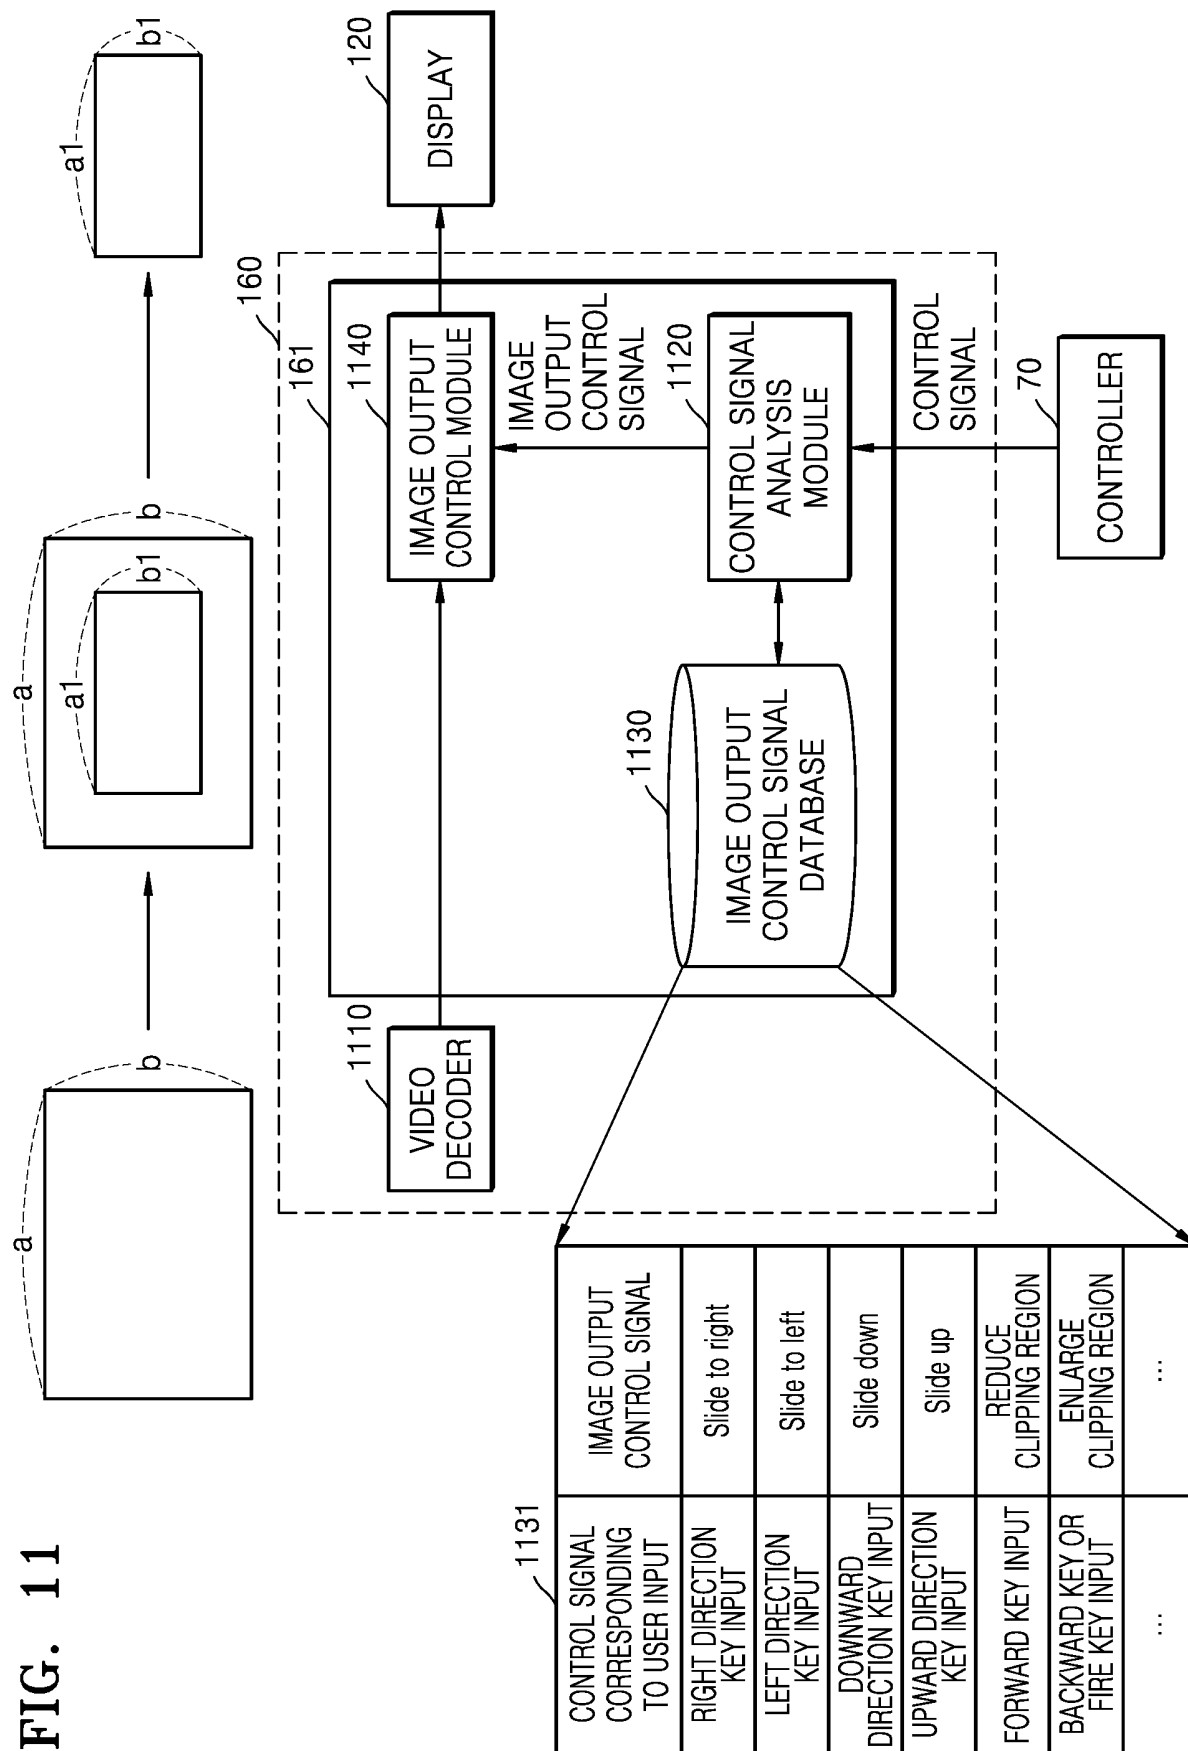 FIG. 11
a
b
a
b
a1
b1
a1
b1
160
161
1110
VIDEO
DECODER
1140
IMAGE OUTPUT
CONTROL MODULE
120
DISPLAY
IMAGE
OUTPUT
CONTROL
SIGNAL
1130
IMAGE OUTPUT
CONTROL SIGNAL
DATABASE
1120
CONTROL SIGNAL
ANALYSIS
MODULE
CONTROL
SIGNAL
70
CONTROLLER
1131
CONTROL SIGNAL
CORRESPONDING
TO USER INPUT
IMAGE OUTPUT
CONTROL SIGNAL
RIGHT DIRECTION
KEY INPUT
Slide to right
LEFT DIRECTION
KEY INPUT
Slide to left
DOWNWARD
DIRECTION KEY INPUT
Slide down
UPWARD DIRECTION
KEY INPUT
Slide up
FORWARD KEY INPUT
REDUCE
CLIPPING REGION
BACKWARD KEY OR
FIRE KEY INPUT
ENLARGE
CLIPPING REGION
...
...